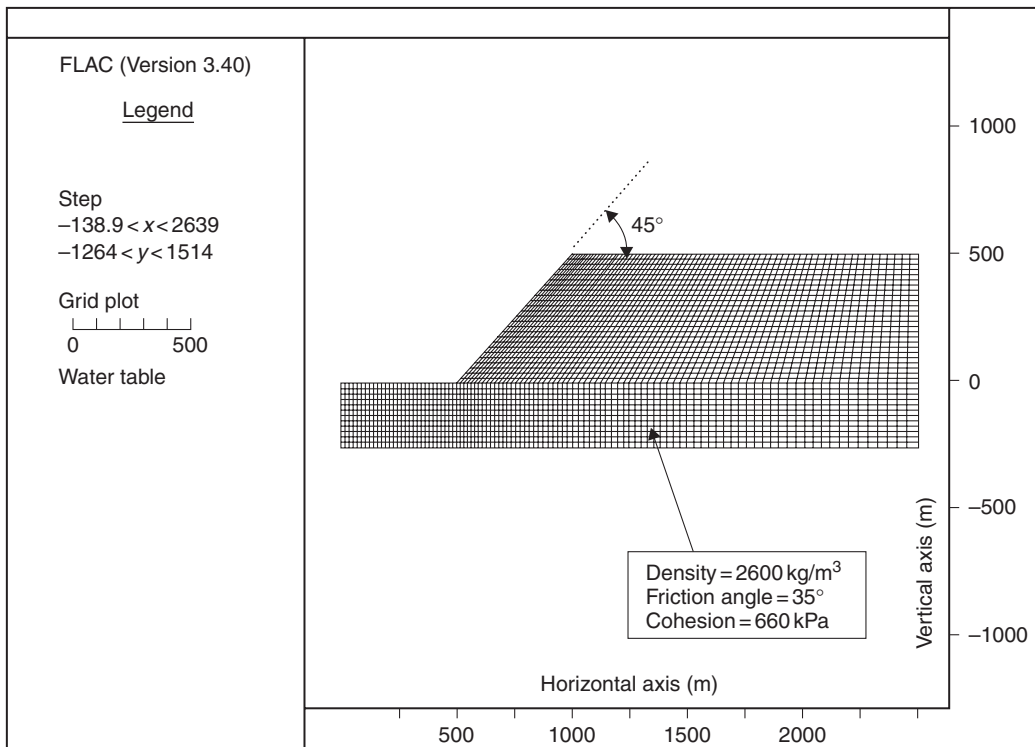 FLAC (Version 3.40)
Legend
Step
–138.9 < x < 2639
–1264 < y < 1514
Grid plot
0 500
Water table
45°
Density = 2600 kg/m³
Friction angle = 35°
Cohesion = 660 kPa
1000
500
0
–500
–1000
Vertical axis (m)
Horizontal axis (m)
500 1000 1500 2000